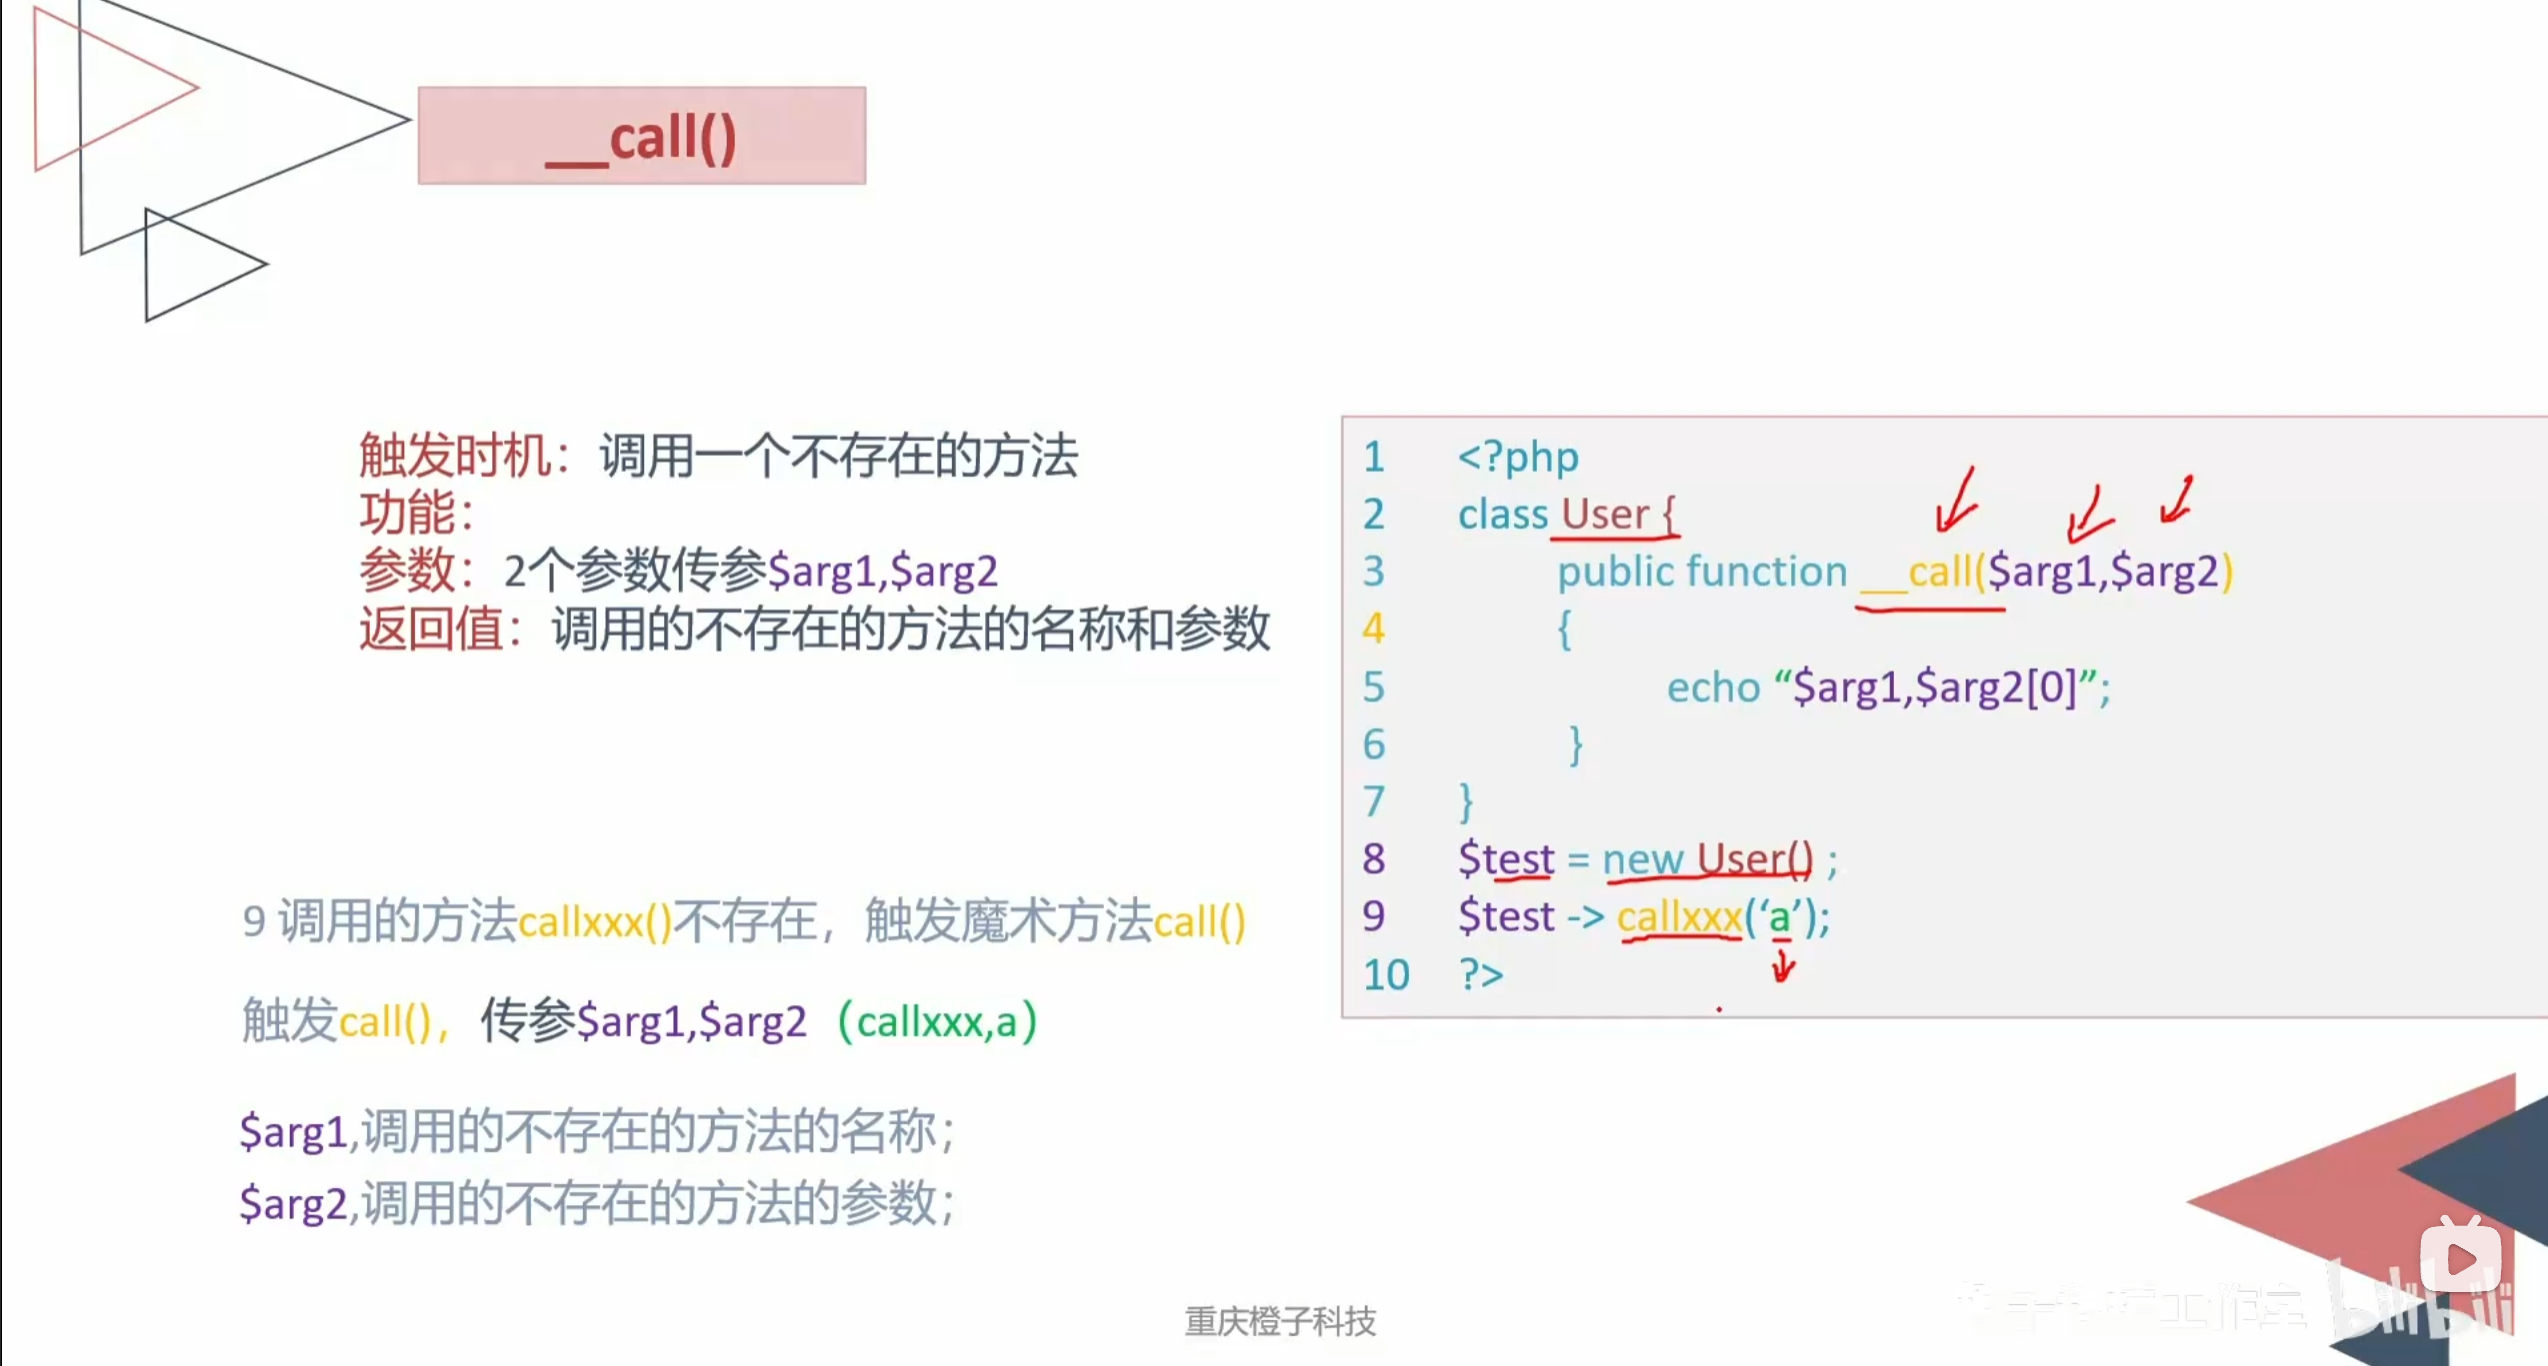 __call()
触发时机：调用一个不存在的方法
功能：
参数：2个参数传参$arg1,$arg2
返回值：调用的不存在的方法的名称和参数
9 调用的方法callxxx()不存在，触发魔术方法call()
触发call()，传参$arg1,$arg2（callxxx,a）
$arg1,调用的不存在的方法的名称；
$arg2,调用的不存在的方法的参数；
1 <?php
2 class User {
3 public function __call($arg1,$arg2)
4 {
5 echo “$arg1,$arg2[0]”;
6 }
7 }
8 $test = new User() ;
9 $test -> callxxx(‘a’);
10 ?>
重庆橙子科技
工作室
bilibili